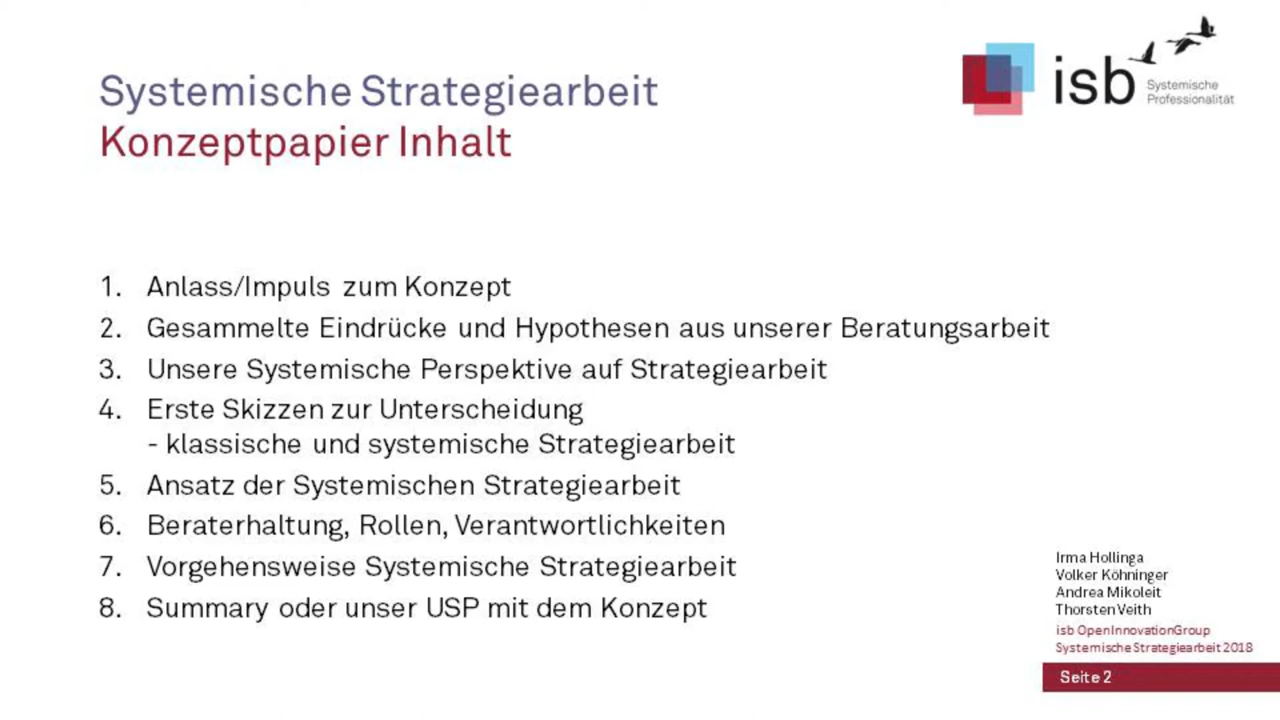 Systemische Strategiearbeit
Konzeptpapier Inhalt
isb
Systemische
Professionalität
1. Anlass/Impuls zum Konzept
2. Gesammelte Eindrücke und Hypothesen aus unserer Beratungsarbeit
3. Unsere Systemische Perspektive auf Strategiearbeit
4. Erste Skizzen zur Unterscheidung
- klassische und systemische Strategiearbeit
5. Ansatz der Systemischen Strategiearbeit
6. Beraterhaltung, Rollen, Verantwortlichkeiten
7. Vorgehensweise Systemische Strategiearbeit
8. Summary oder unser USP mit dem Konzept
Irma Hollinga
Volker Köhninger
Andrea Mikoleit
Thorsten Veith
isb OpenInnovationGroup
Systemische Strategiearbeit 2018
Seite 2